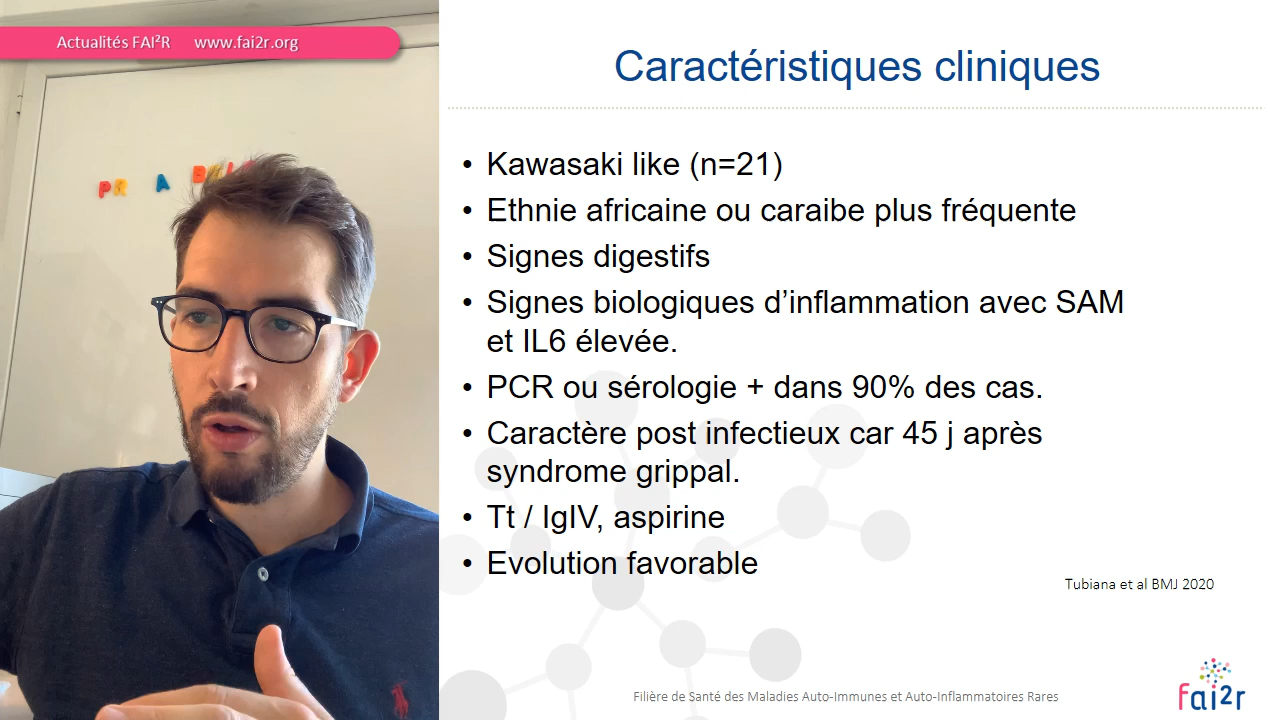 Actualités FAI²R www.fai2r.org
Caractéristiques cliniques
• Kawasaki like (n=21)
• Ethnie africaine ou caraibe plus fréquente
• Signes digestifs
• Signes biologiques d’inflammation avec SAM
et IL6 élevée.
• PCR ou sérologie + dans 90% des cas.
• Caractère post infectieux car 45 j après
syndrome grippal.
• Tt / IgIV, aspirine
• Evolution favorable
Tubiana et al BMJ 2020
Filière de Santé des Maladies Auto-Immunes et Auto-Inflammatoires Rares
fai2r
PR A